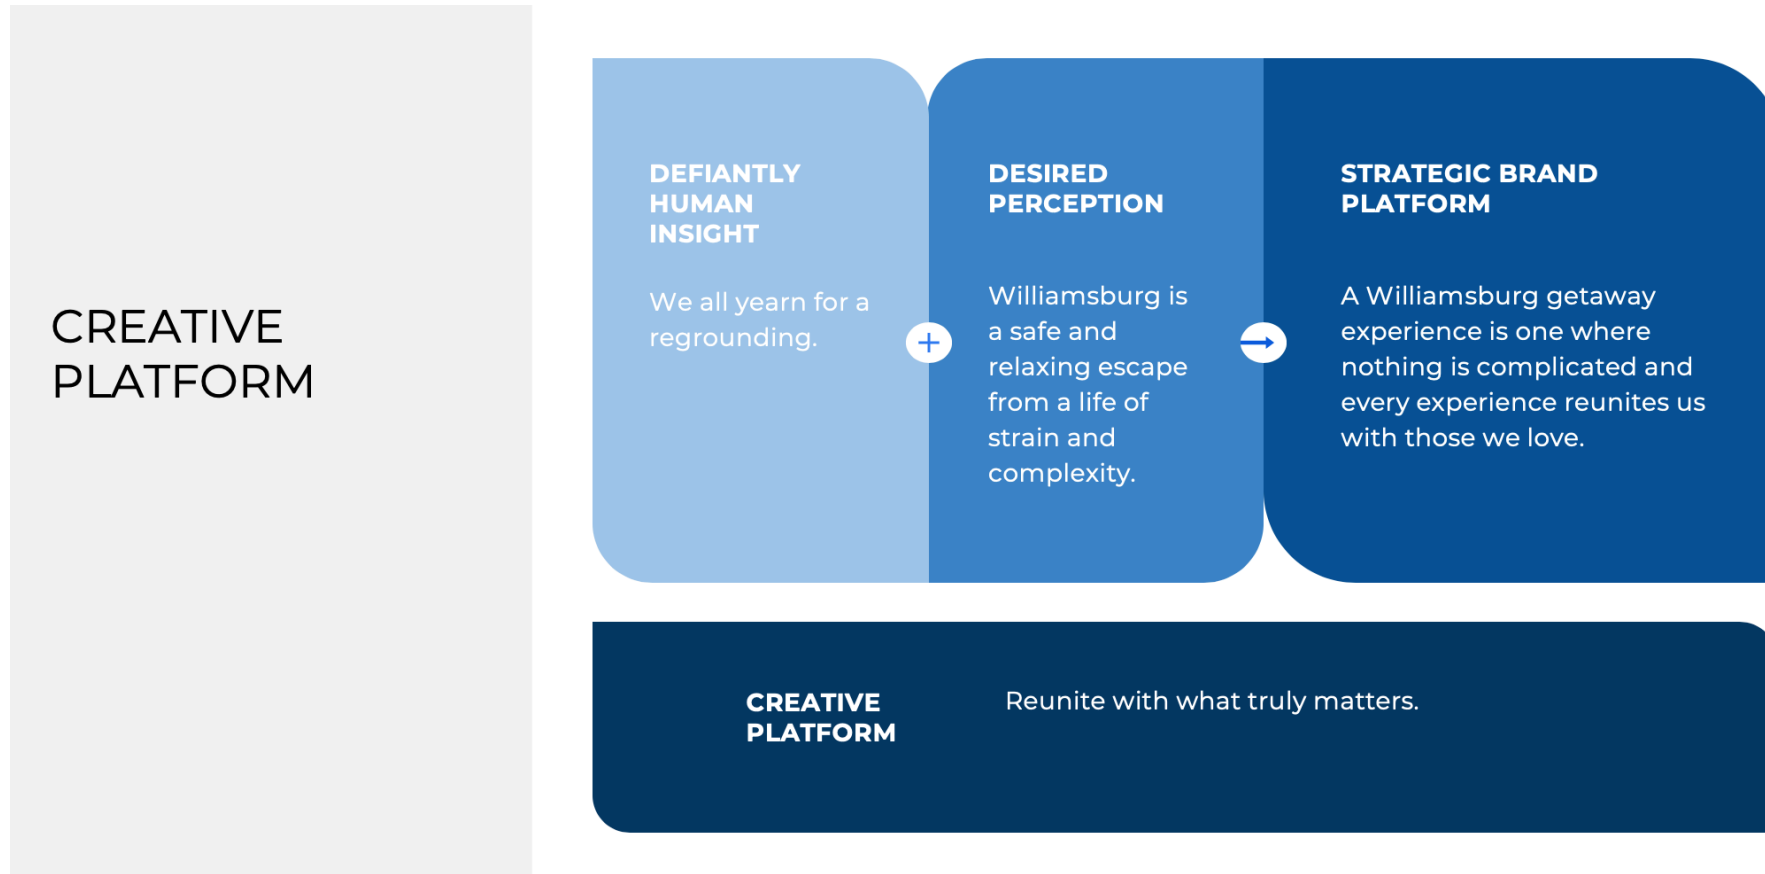 CREATIVE
PLATFORM
DEFIANTLY
HUMAN
INSIGHT
We all yearn for a
regrounding.
+
DESIRED
PERCEPTION
Williamsburg is
a safe and
relaxing escape
from a life of
strain and
complexity.
STRATEGIC BRAND
PLATFORM
A Williamsburg getaway
experience is one where
nothing is complicated and
every experience reunites us
with those we love.
CREATIVE
PLATFORM
Reunite with what truly matters.